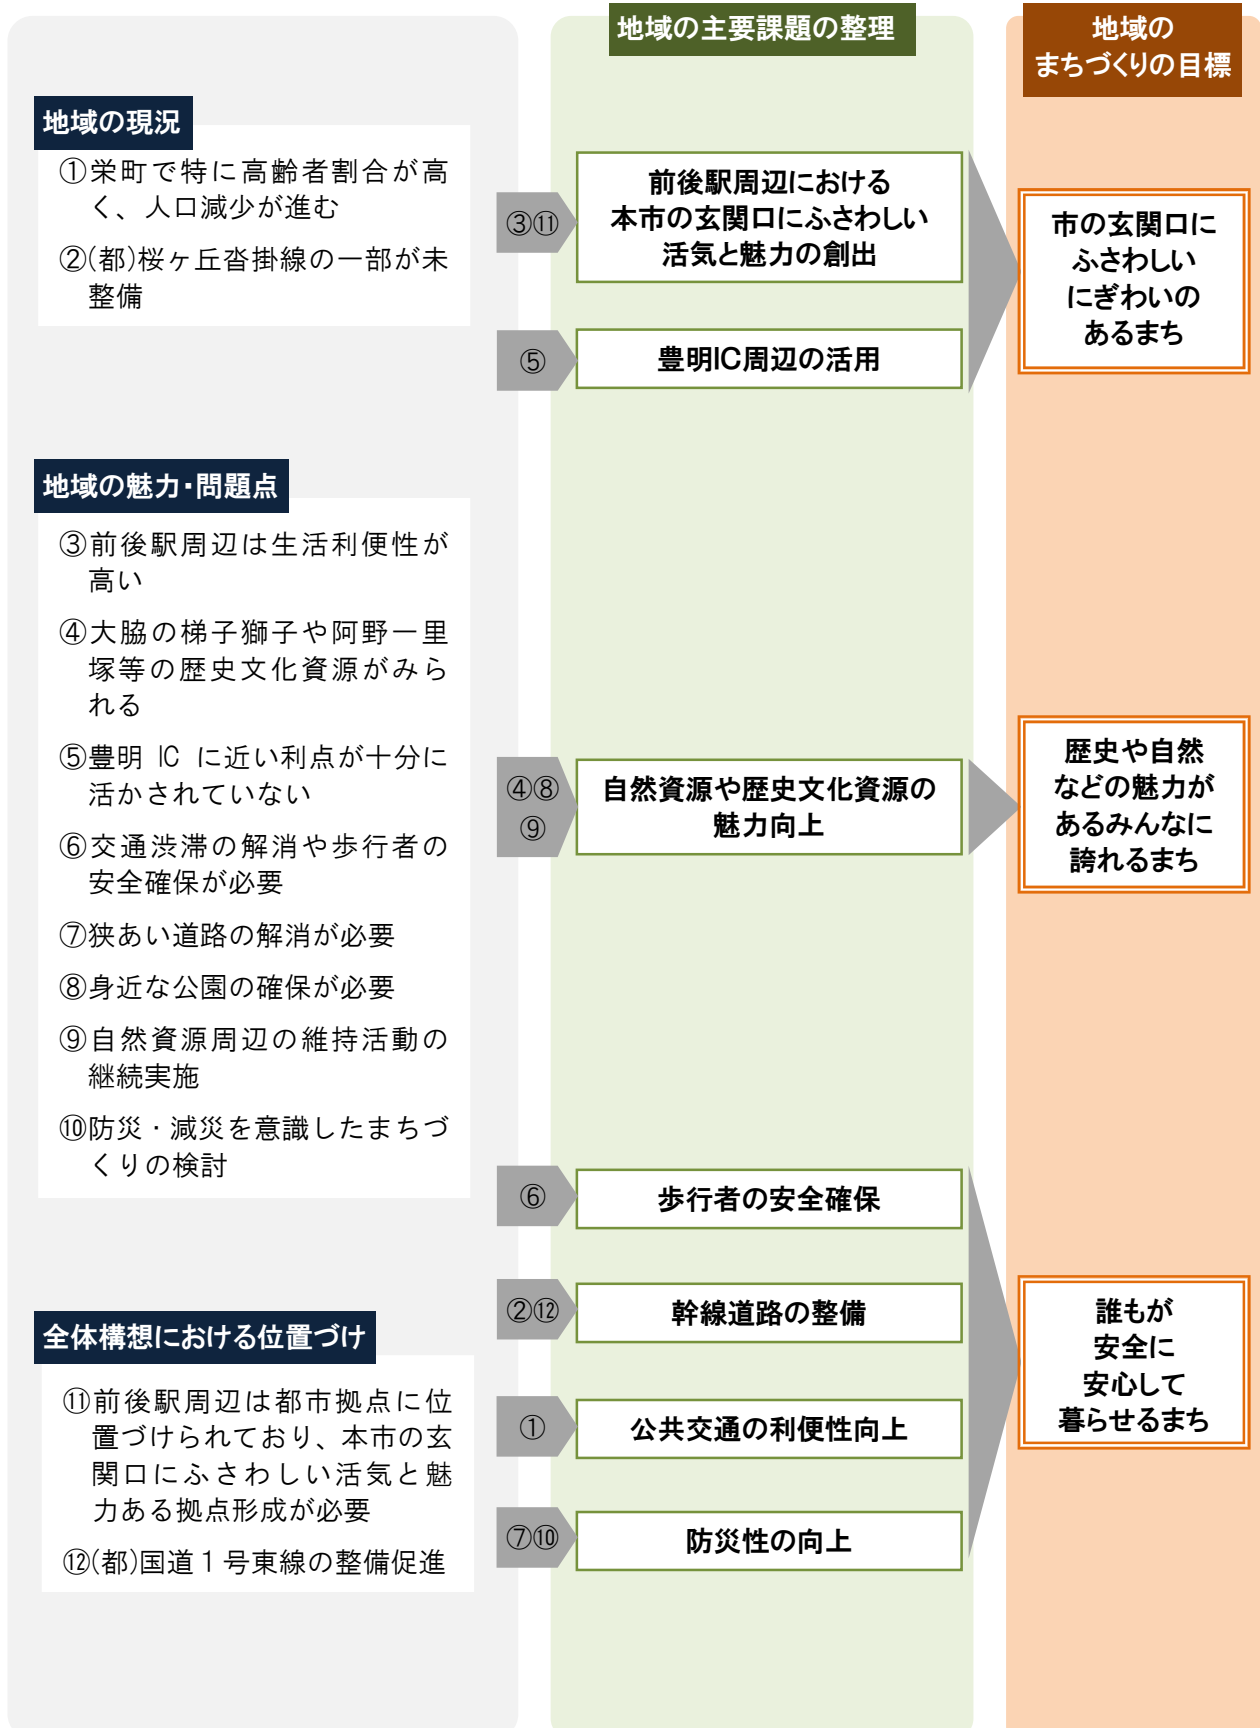 地域の現況
①栄町で特に高齢者割合が高
く、人口減少が進む
②(都)桜ヶ丘沓掛線の一部が未
整備
地域の魅力・問題点
③前後駅周辺は生活利便性が
高い
④大脇の梯子獅子や阿野一里
塚等の歴史文化資源がみら
れる
⑤豊明 IC に近い利点が十分に
活かされていない
⑥交通渋滞の解消や歩行者の
安全確保が必要
⑦狭あい道路の解消が必要
⑧身近な公園の確保が必要
⑨自然資源周辺の維持活動の
継続実施
⑩防災・減災を意識したまちづ
くりの検討
全体構想における位置づけ
⑪前後駅周辺は都市拠点に位
置づけられており、本市の玄
関口にふさわしい活気と魅
力ある拠点形成が必要
⑫(都)国道1号東線の整備促進
地域の主要課題の整理
③⑪
前後駅周辺における
本市の玄関口にふさわしい
活気と魅力の創出
⑤
豊明IC周辺の活用
④⑧
⑨
自然資源や歴史文化資源の
魅力向上
⑥
歩行者の安全確保
②⑫
幹線道路の整備
①
公共交通の利便性向上
⑦⑩
防災性の向上
地域の
まちづくりの目標
市の玄関口に
ふさわしい
にぎわいの
あるまち
歴史や自然
などの魅力が
あるみんなに
誇れるまち
誰もが
安全に
安心して
暮らせるまち